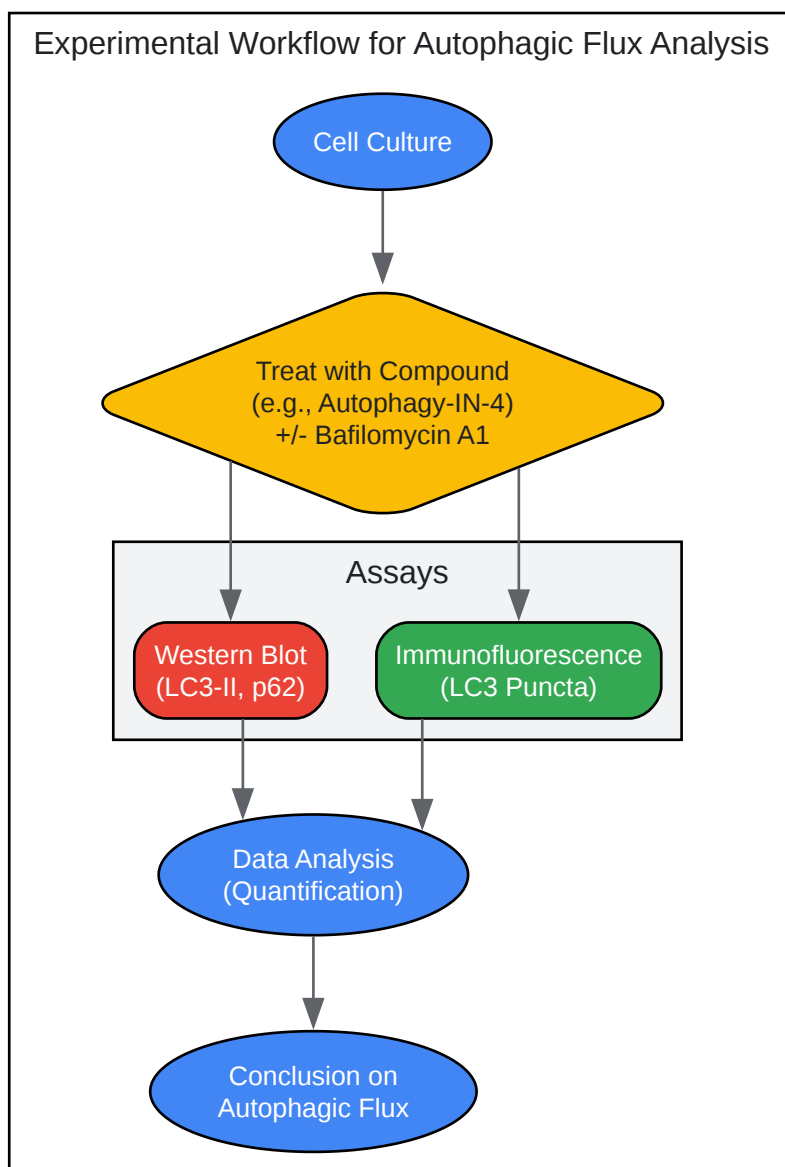 Experimental Workflow for Autophagic Flux Analysis
Cell Culture
Treat with Compound
(e.g., Autophagy-IN-4)
+/- Bafilomycin A1
Assays
Western Blot
(LC3-II, p62)
Immunofluorescence
(LC3 Puncta)
Data Analysis
(Quantification)
Conclusion on
Autophagic Flux